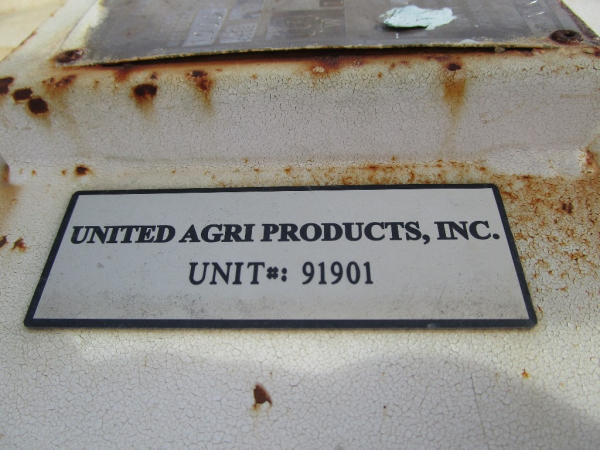 UNITED AGRI PRODUCTS, INC.
UNIT#: 91901